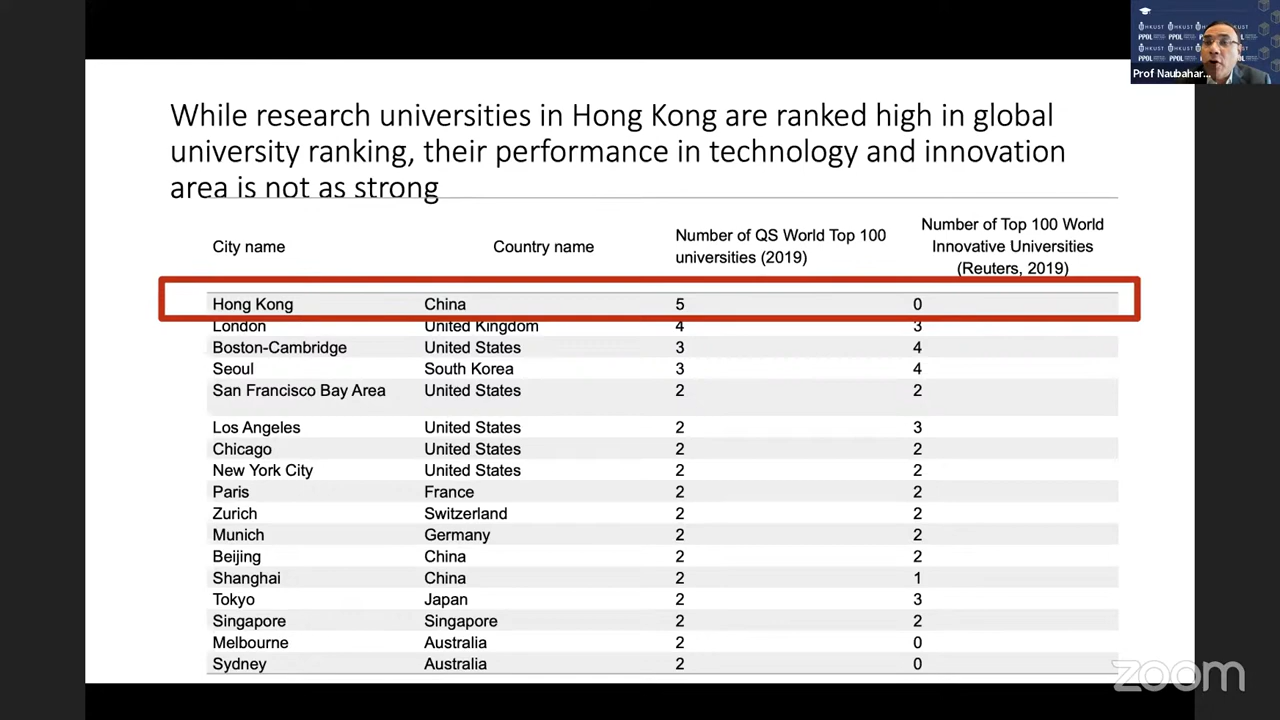 While research universities in Hong Kong are ranked high in global
university ranking, their performance in technology and innovation
area is not as strong
City name Country name Number of QS World Top 100 universities (2019) Number of Top 100 World Innovative Universities (Reuters, 2019)
Hong Kong China 5 0
London United Kingdom 4 3
Boston-Cambridge United States 3 4
Seoul South Korea 3 4
San Francisco Bay Area United States 2 2
Los Angeles United States 2 3
Chicago United States 2 2
New York City United States 2 2
Paris France 2 2
Zurich Switzerland 2 2
Munich Germany 2 2
Beijing China 2 2
Shanghai China 2 1
Tokyo Japan 2 3
Singapore Singapore 2 2
Melbourne Australia 2 0
Sydney Australia 2 0
HKUST
PPOL
Prof Naubahar...
zoom